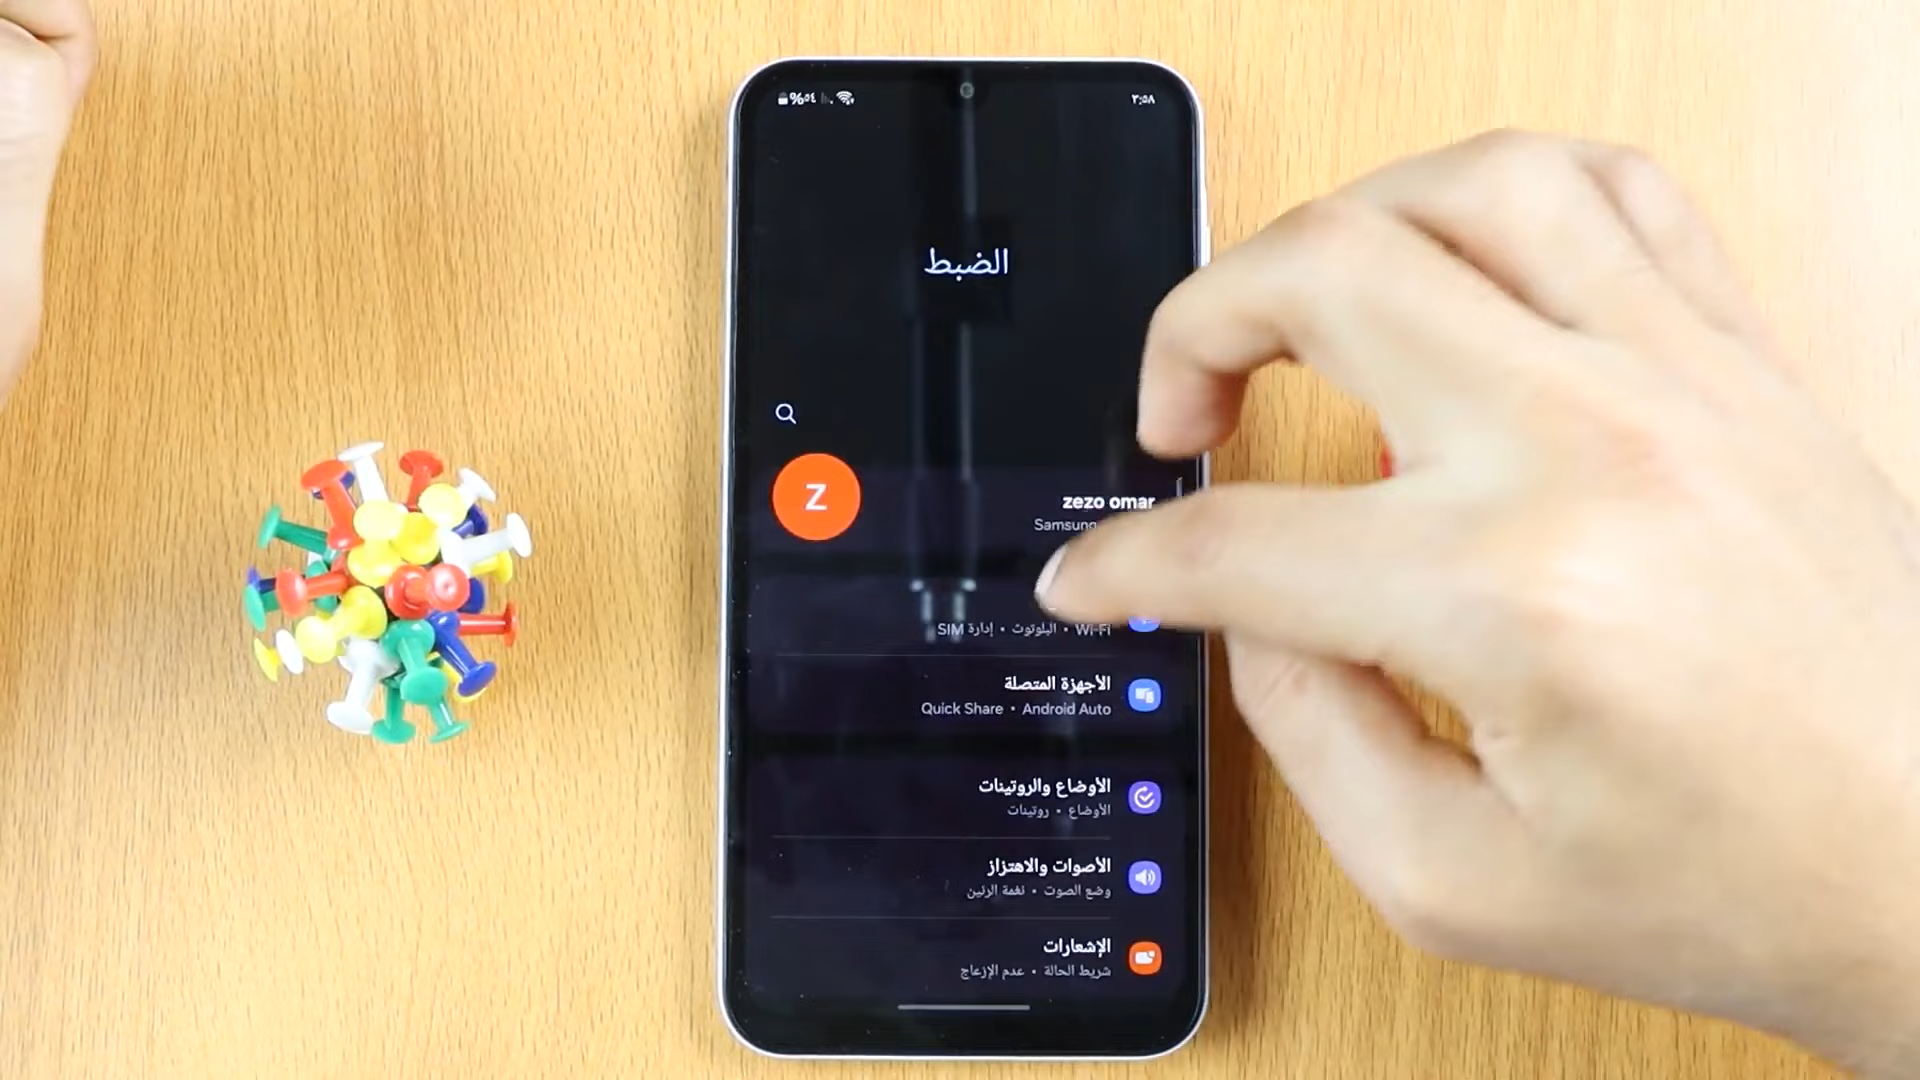 ٣:٥٨
%٥٤
الضبط
Z
zezo omar
Samsung
Wi-Fi • البلوتوث • إدارة SIM
الأجهزة المتصلة
Quick Share • Android Auto
الأوضاع والروتينات
الأوضاع • روتينات
الأصوات والاهتزاز
وضع الصوت • نغمة الرنين
الإشعارات
شريط الحالة • عدم الإزعاج